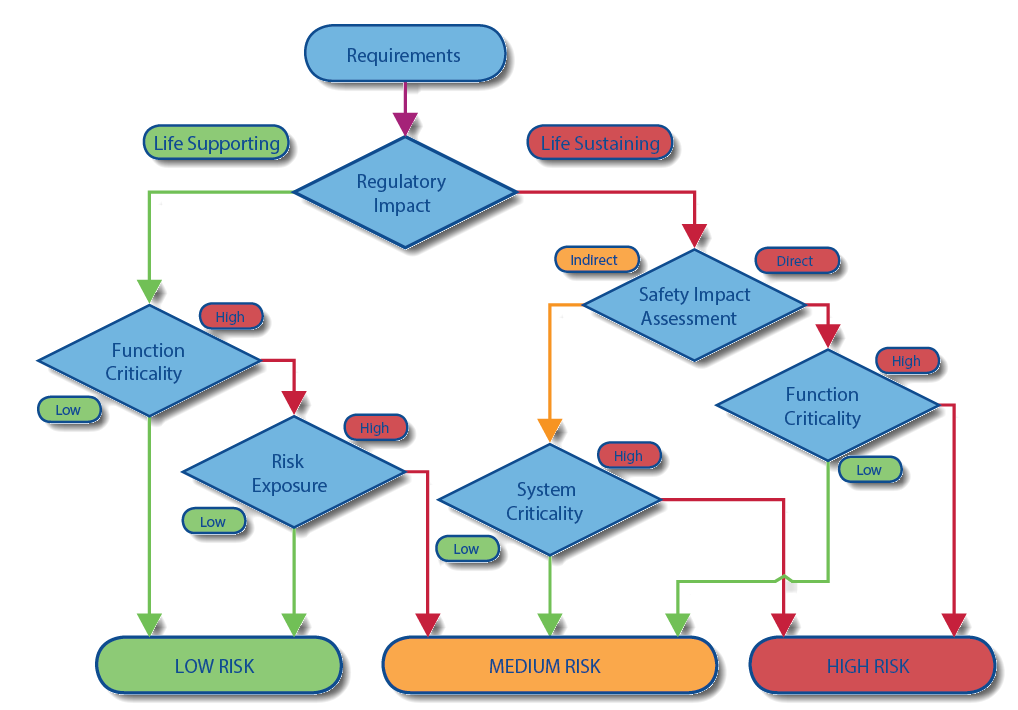 Requirements
Life Supporting
Life Sustaining
Regulatory
Impact
Indirect
Direct
Safety Impact
Assessment
High
Function
Criticality
Low
High
Function
Criticality
Low
High
Risk
Exposure
Low
High
System
Criticality
Low
LOW RISK
MEDIUM RISK
HIGH RISK